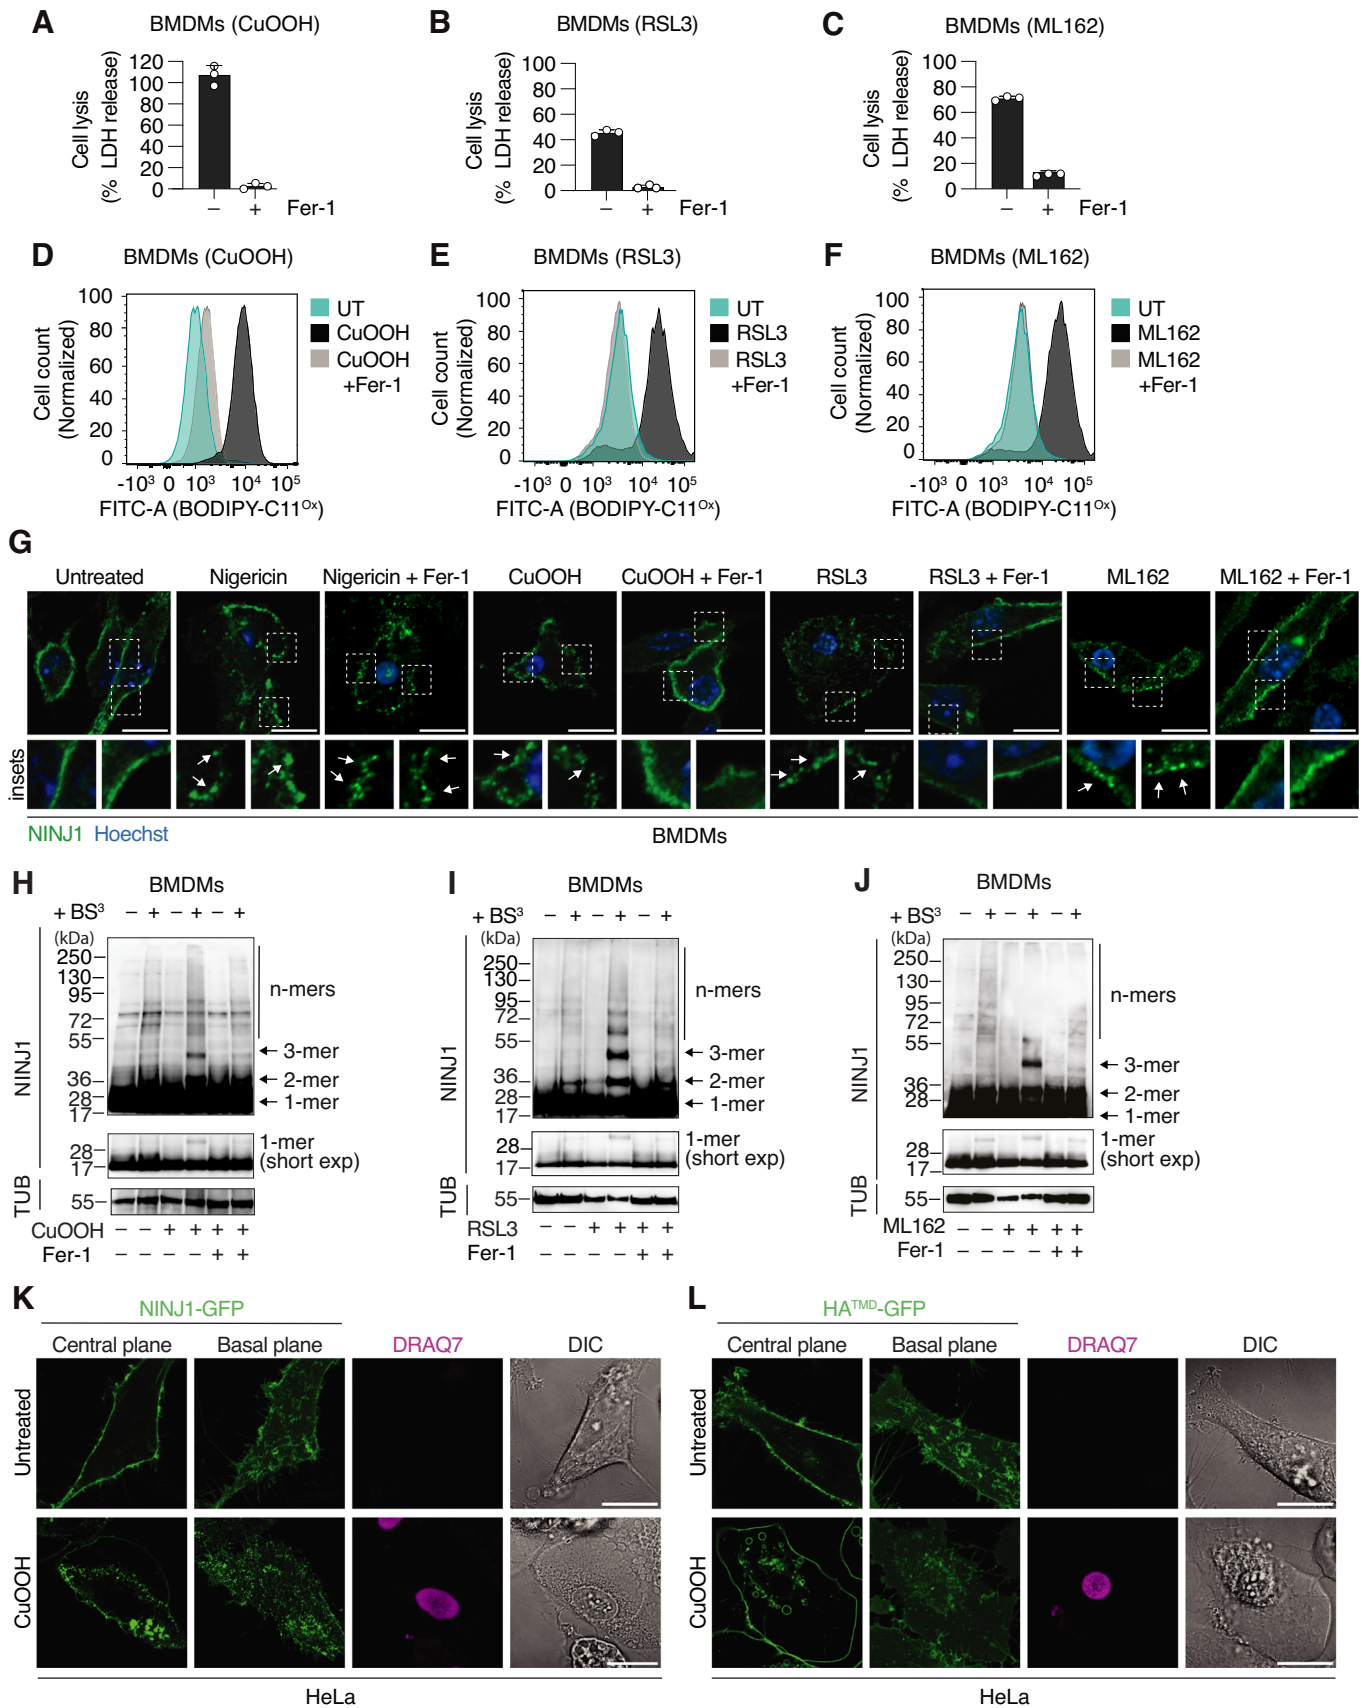 A BMDMs (CuOOH)
Cell lysis
(% LDH release)
120
100
80
60
40
20
0
– + Fer-1
B BMDMs (RSL3)
Cell lysis
(% LDH release)
100
80
60
40
20
0
– + Fer-1
C BMDMs (ML162)
Cell lysis
(% LDH release)
100
80
60
40
20
0
– + Fer-1
D BMDMs (CuOOH)
Cell count
(Normalized)
100
80
60
40
20
0
-10³ 0 10³ 10⁴ 10⁵
FITC-A (BODIPY-C11ᴼˣ)
UT
CuOOH
CuOOH
+Fer-1
E BMDMs (RSL3)
Cell count
(Normalized)
100
80
60
40
20
0
-10³ 0 10³ 10⁴ 10⁵
FITC-A (BODIPY-C11ᴼˣ)
UT
RSL3
RSL3
+Fer-1
F BMDMs (ML162)
Cell count
(Normalized)
100
80
60
40
20
0
-10³ 0 10³ 10⁴ 10⁵
FITC-A (BODIPY-C11ᴼˣ)
UT
ML162
ML162
+Fer-1
G
Untreated Nigericin Nigericin + Fer-1 CuOOH CuOOH + Fer-1 RSL3 RSL3 + Fer-1 ML162 ML162 + Fer-1
insets
NINJ1 Hoechst
BMDMs
H BMDMs
+ BS³ – + – + – +
(kDa)
NINJ1
250
130
95
72
55
36
28
17
n-mers
3-mer
2-mer
1-mer
28
17
1-mer
(short exp)
TUB
55
CuOOH – – + + + +
Fer-1 – – – – + +
I BMDMs
+ BS³ – + – + – +
(kDa)
NINJ1
250
130
95
72
55
36
28
17
n-mers
3-mer
2-mer
1-mer
28
17
1-mer
(short exp)
TUB
55
RSL3 – – + + + +
Fer-1 – – – – + +
J BMDMs
+ BS³ – + – + – +
(kDa)
NINJ1
250
130
95
72
55
36
28
n-mers
3-mer
2-mer
1-mer
28
17
1-mer
(short exp)
TUB
55
ML162 – – + + + +
Fer-1 – – – – + +
K NINJ1-GFP
Central plane Basal plane DRAQ7 DIC
Untreated
CuOOH
HeLa
L HAᵀᴹᴰ-GFP
Central plane Basal plane DRAQ7 DIC
Untreated
CuOOH
HeLa